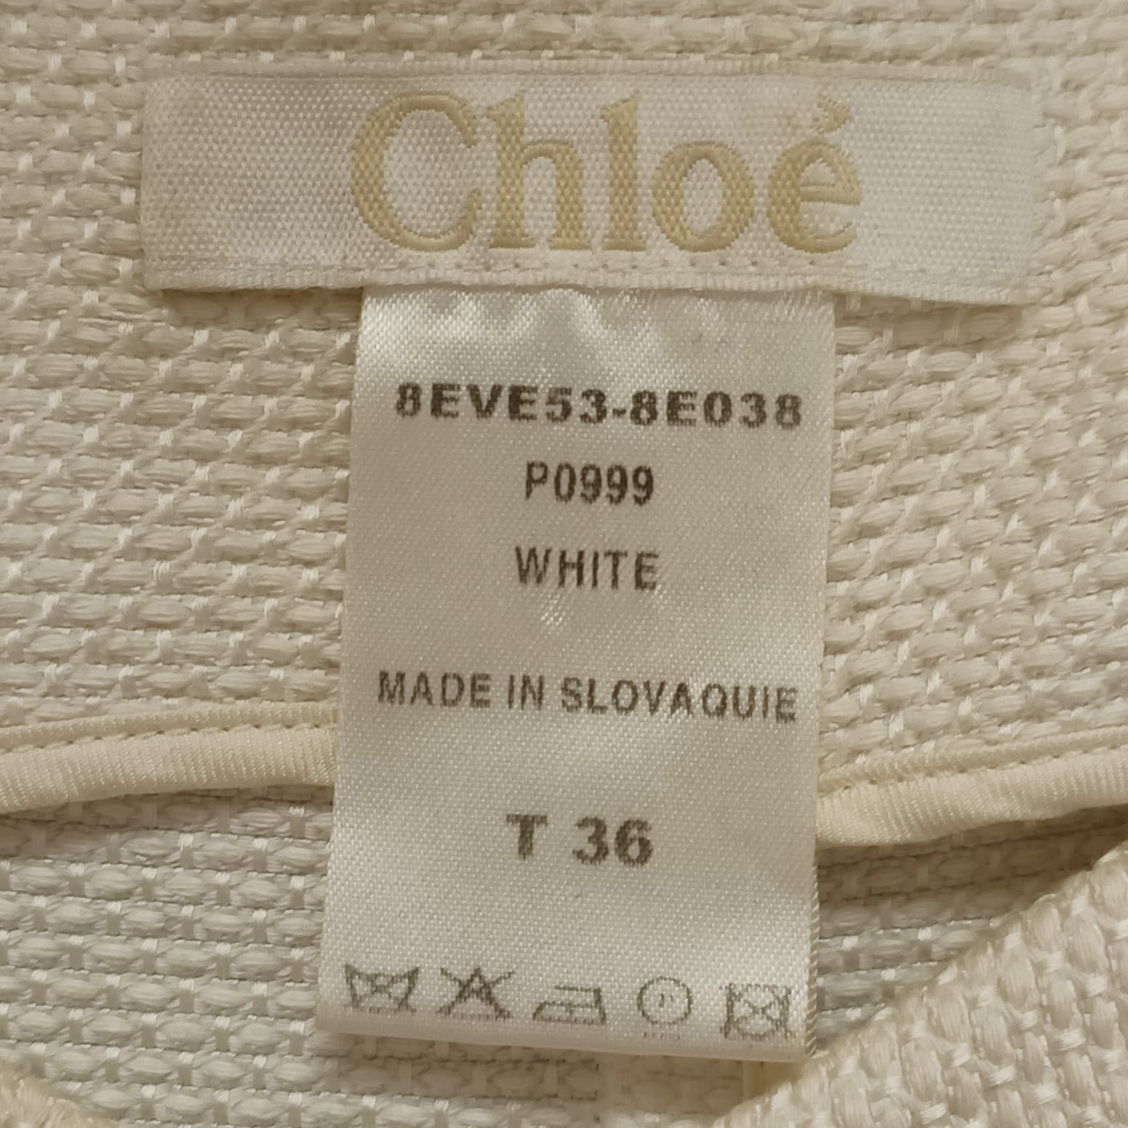 Chloé
8EVE53-8E038
P0999
WHITE
MADE IN SLOVAQUIE
T 36